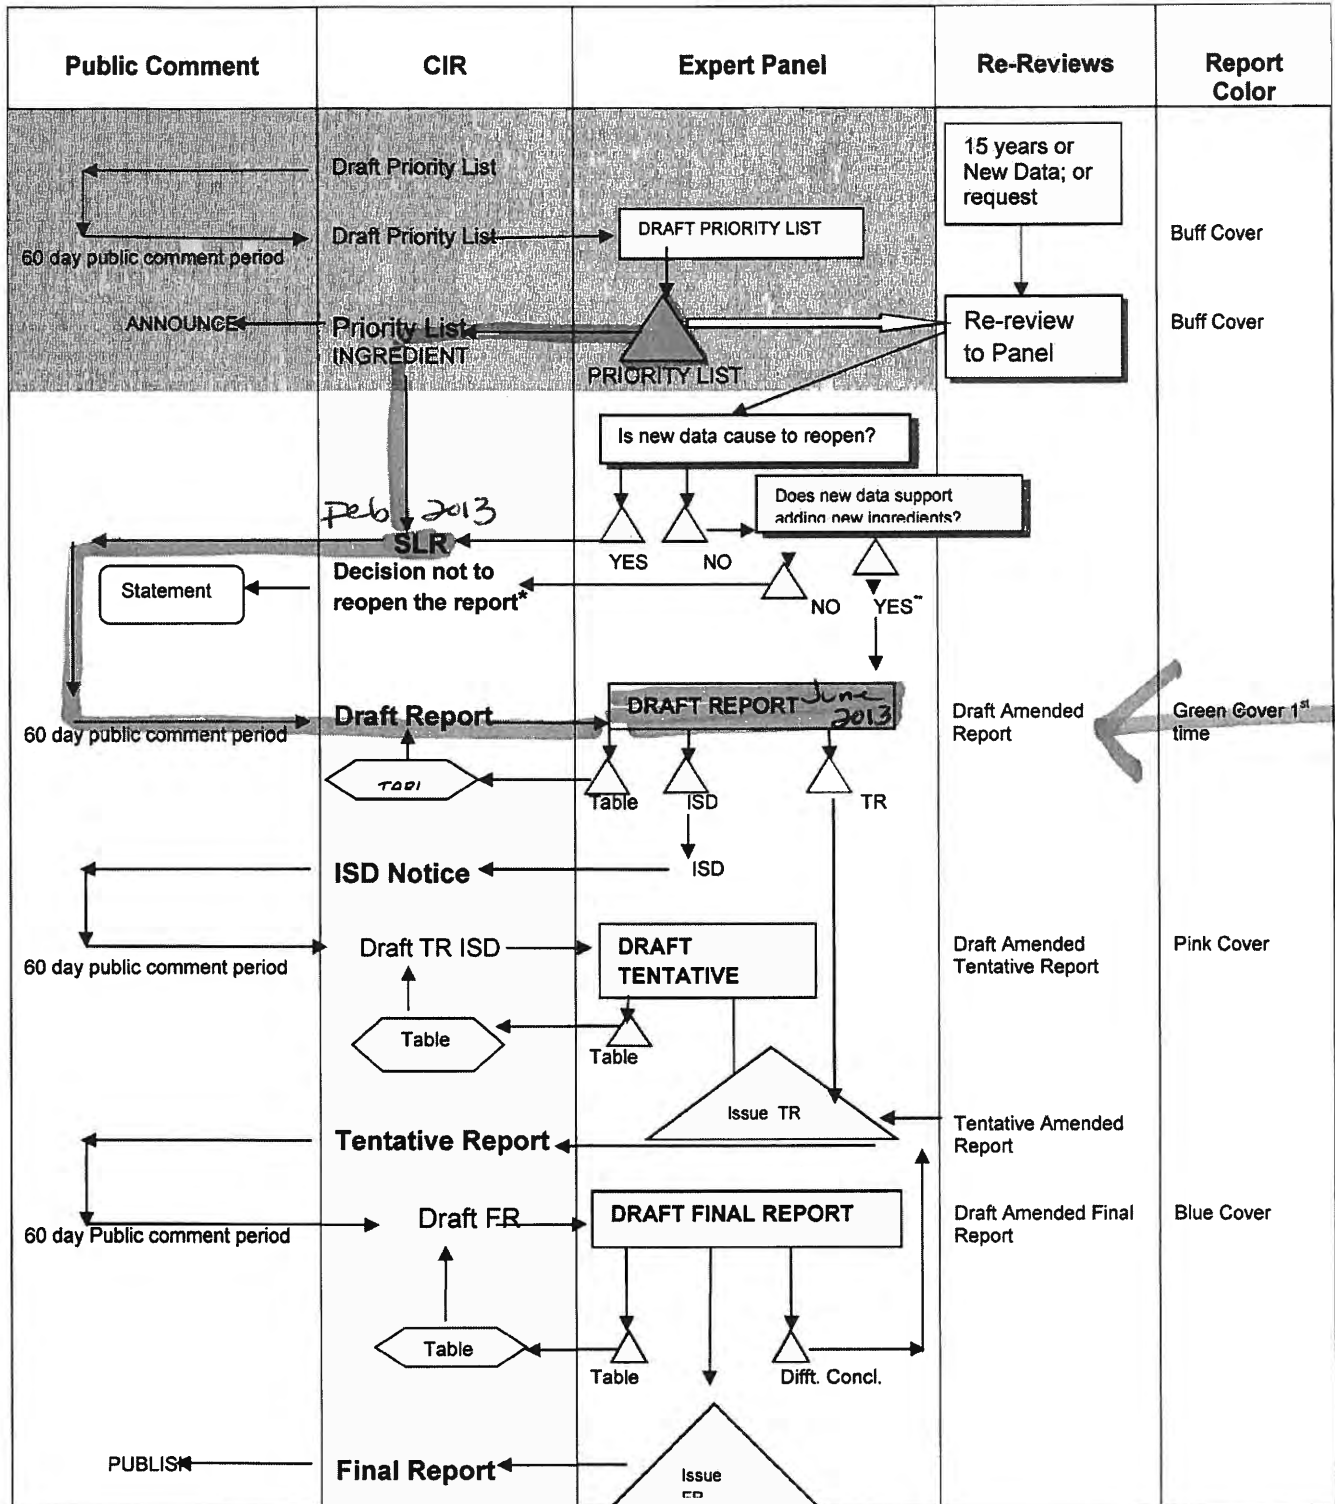 Public Comment
CIR
Expert Panel
Re-Reviews
Report
Color
Draft Priority List
15 years or
New Data; or
request
Draft Priority List
DRAFT PRIORITY LIST
Buff Cover
60 day public comment period
ANNOUNCE
Priority List
INGREDIENT
PRIORITY LIST
Re-review
to Panel
Buff Cover
Is new data cause to reopen?
Does new data support
adding new ingredients?
Feb 2013
SLR
YES
NO
Statement
Decision not to
reopen the report*
NO
YES**
60 day public comment period
Draft Report
DRAFT REPORT
June
2013
Draft Amended
Report
Green Cover 1st
time
Table
ISD
TR
ISD Notice
ISD
60 day public comment period
Draft TR ISD
DRAFT
TENTATIVE
Draft Amended
Tentative Report
Pink Cover
Table
Table
Issue TR
Tentative Report
Tentative Amended
Report
60 day Public comment period
Draft FR
DRAFT FINAL REPORT
Draft Amended Final
Report
Blue Cover
Table
Table
Difft. Concl.
PUBLISH
Final Report
Issue